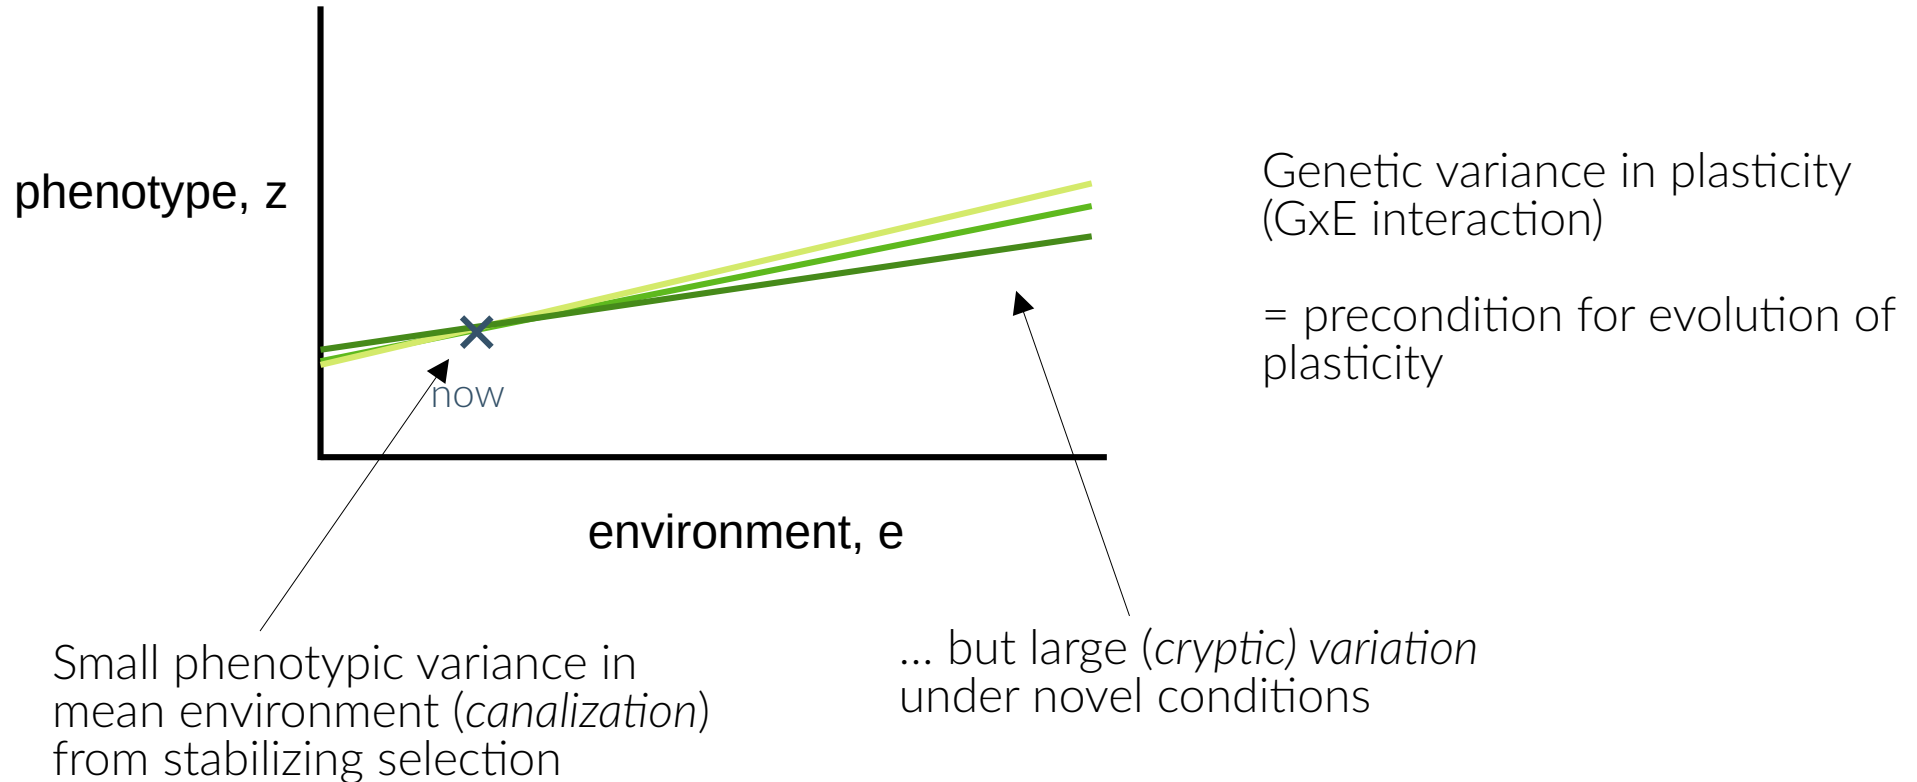 phenotype, z
Genetic variance in plasticity
(GxE interaction)
= precondition for evolution of
plasticity
now
environment, e
Small phenotypic variance in
mean environment (canalization)
from stabilizing selection
... but large (cryptic) variation
under novel conditions